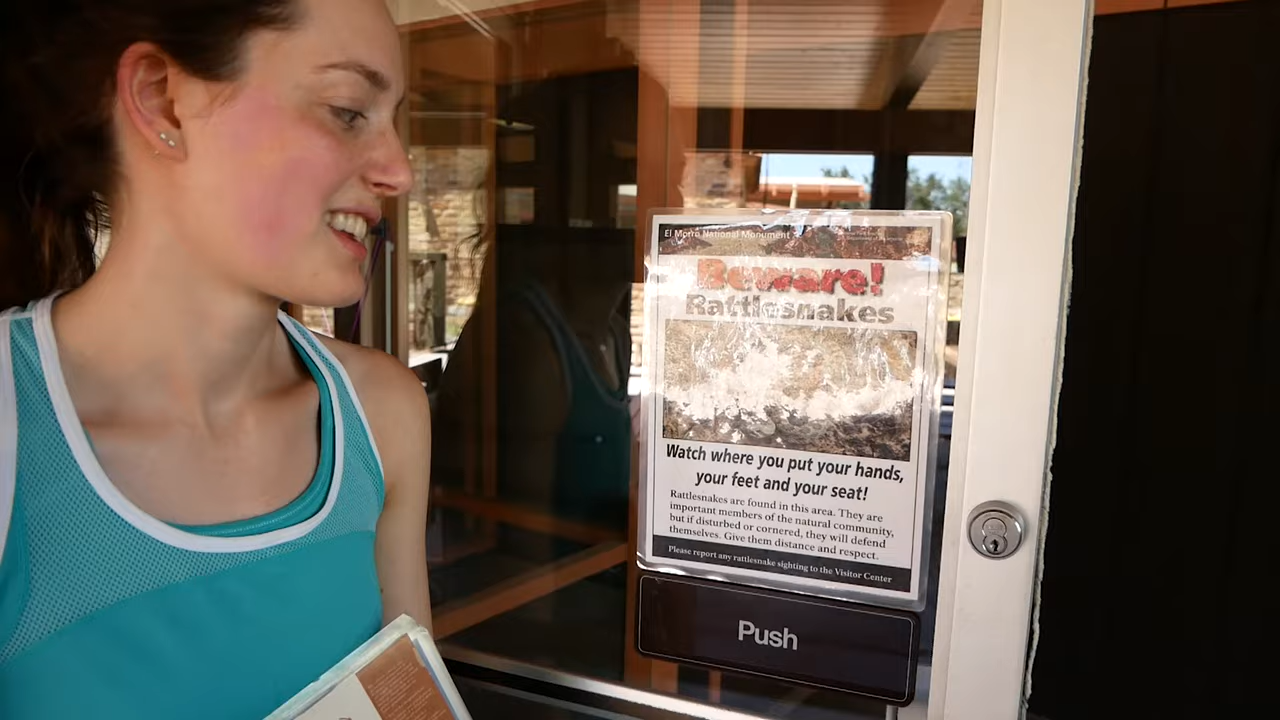 El Morro National Monument
Beware!
Rattlesnakes
Watch where you put your hands,
your feet and your seat!
Rattlesnakes are found in this area. They are
important members of the natural community,
but if disturbed or cornered, they will defend
themselves. Give them distance and respect.
Please report any rattlesnake sighting to the Visitor Center
Push